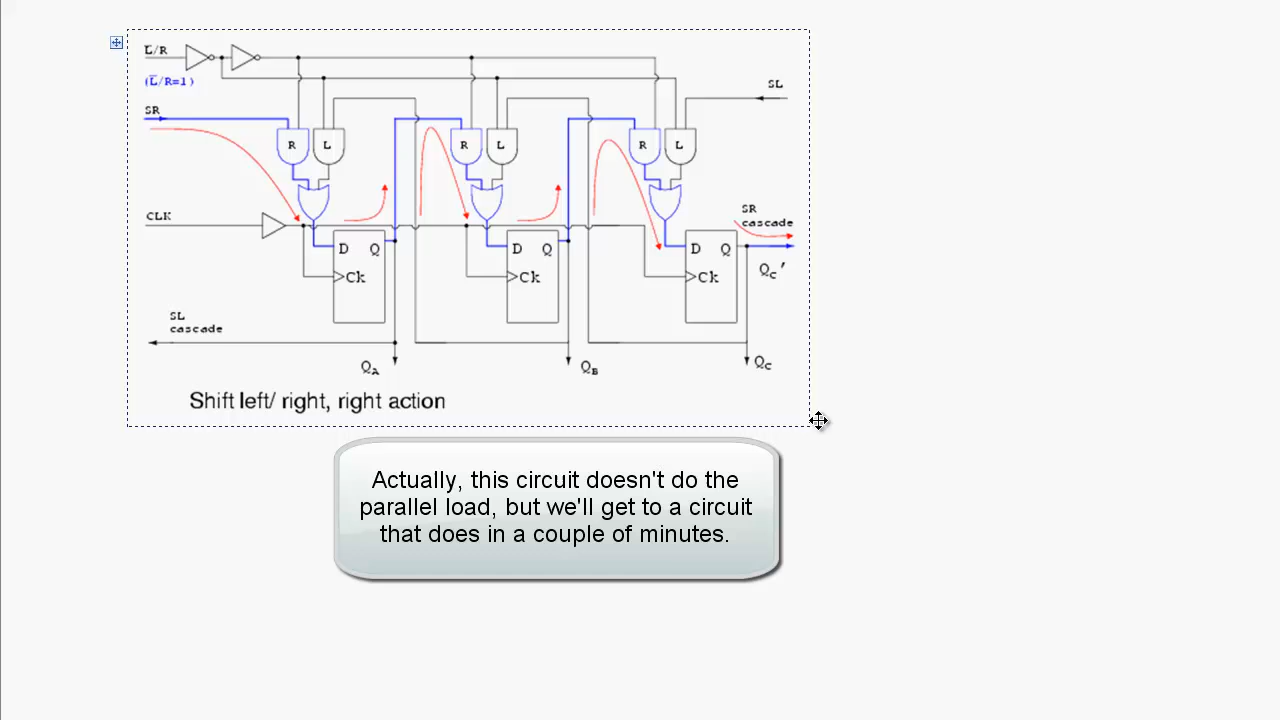 L̅/R
(L̅/R=1)
SL
SR
R L R L R L
SR
cascade
CLK
D Q D Q D Q
Ck Ck Ck
QC'
SL
cascade
QA QB QC
Shift left/ right, right action
Actually, this circuit doesn't do the
parallel load, but we'll get to a circuit
that does in a couple of minutes.